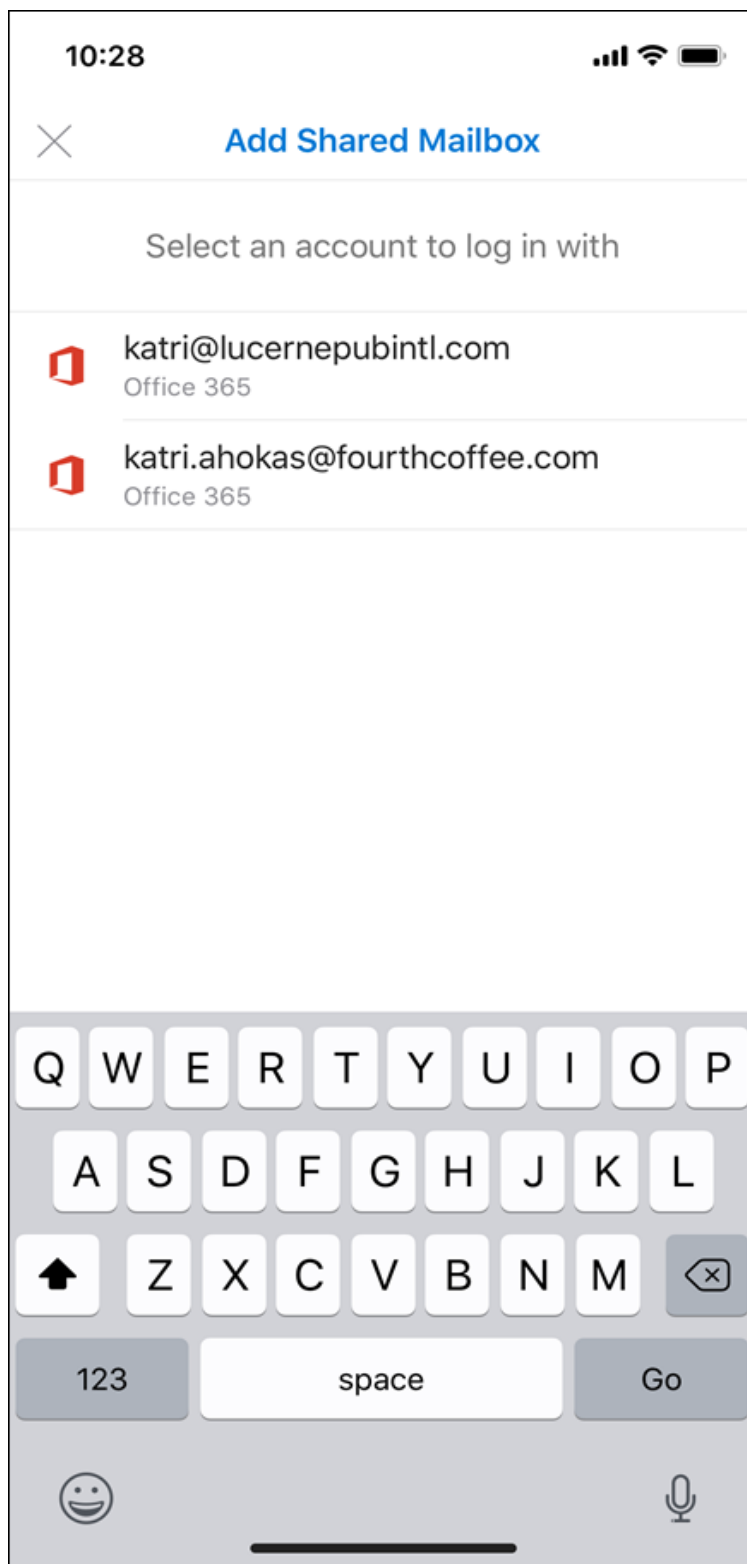 10:28
Add Shared Mailbox
Select an account to log in with
katri@lucernepubintl.com
Office 365
katri.ahokas@fourthcoffee.com
Office 365
Q W E R T Y U I O P
A S D F G H J K L
Z X C V B N M
123 space Go